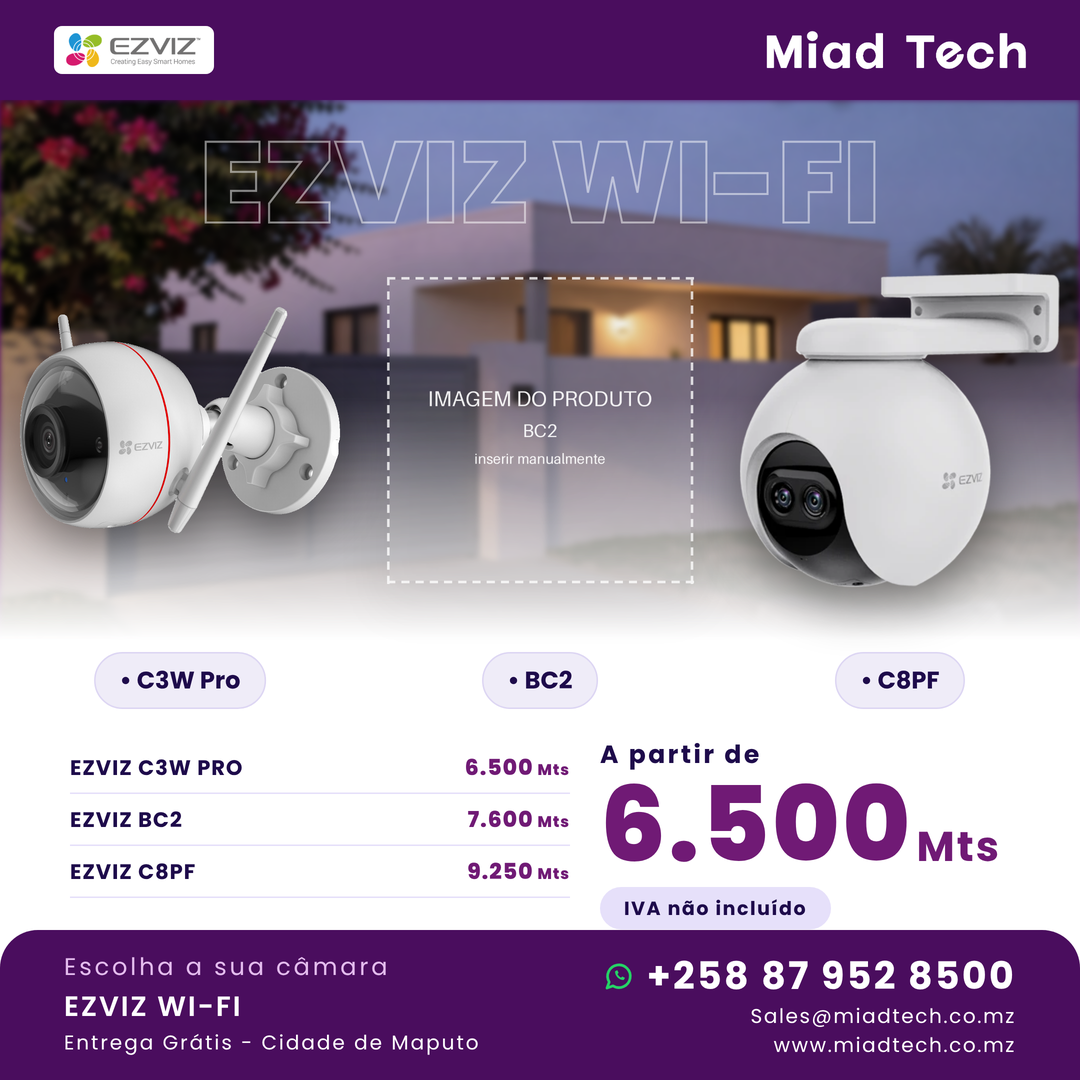 EZVIZ
Creating Easy Smart Homes
Miad Tech
EZVIZ WI-FI
IMAGEM DO PRODUTO
BC2
inserir manualmente
EZVIZ
EZVIZ
• C3W Pro
• BC2
• C8PF
EZVIZ C3W PRO 6.500 Mts
EZVIZ BC2 7.600 Mts
EZVIZ C8PF 9.250 Mts
A partir de
6.500 Mts
IVA não incluído
Escolha a sua câmara
EZVIZ WI-FI
Entrega Grátis - Cidade de Maputo
+258 87 952 8500
Sales@miadtech.co.mz
www.miadtech.co.mz